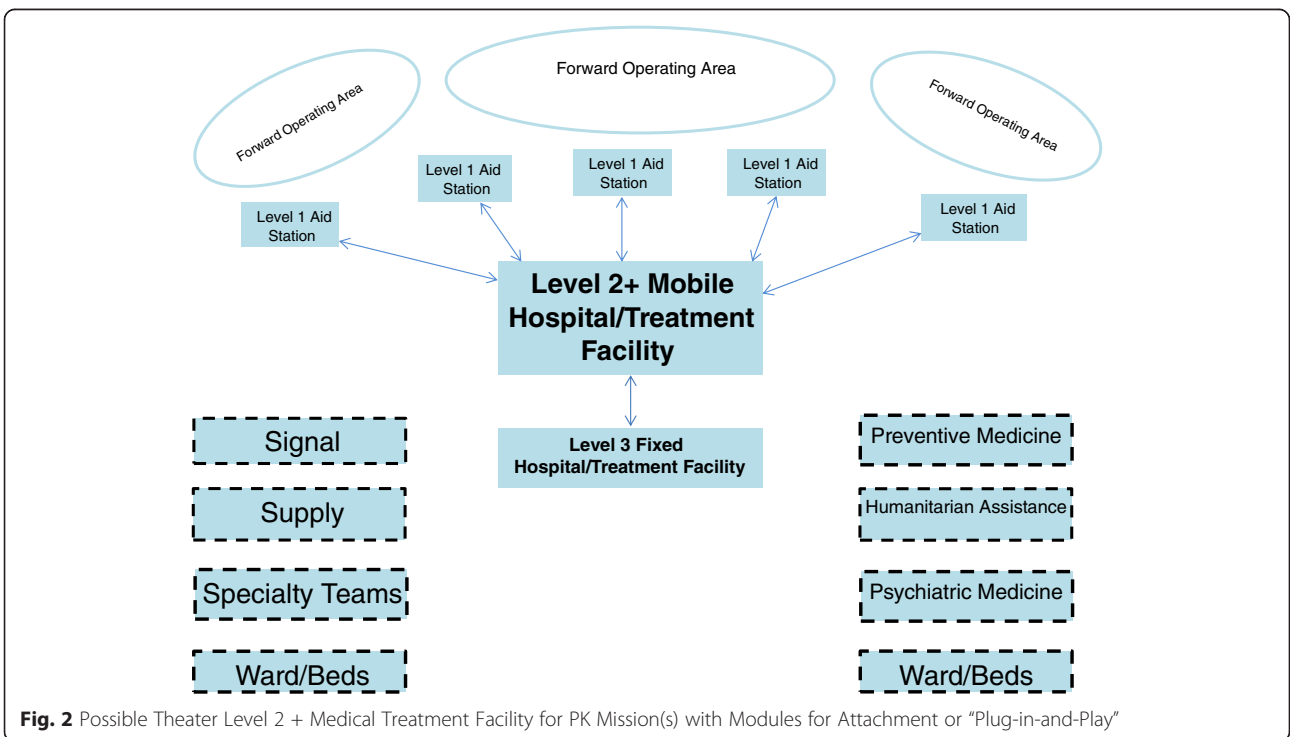 Forward Operating Area
Forward Operating Area
Forward Operating Area
Level 1 Aid
Station
Level 1 Aid
Station
Level 1 Aid
Station
Level 1 Aid
Station
Level 1 Aid
Station
Level 2+ Mobile
Hospital/Treatment
Facility
Level 3 Fixed
Hospital/Treatment Facility
Signal
Supply
Specialty Teams
Ward/Beds
Preventive Medicine
Humanitarian Assistance
Psychiatric Medicine
Ward/Beds
Fig. 2 Possible Theater Level 2 + Medical Treatment Facility for PK Mission(s) with Modules for Attachment or “Plug-in-and-Play”